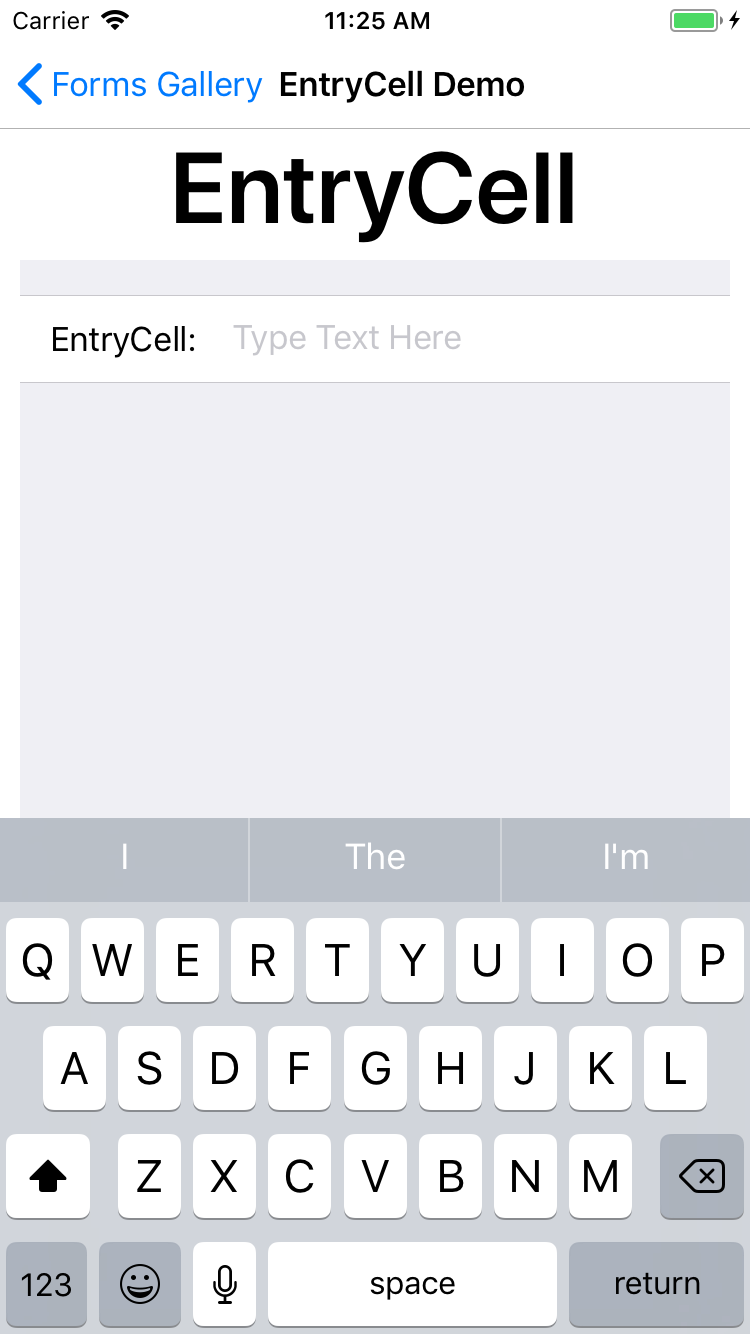 Carrier 11:25 AM
Forms Gallery EntryCell Demo
EntryCell
EntryCell: Type Text Here
I The I'm
Q W E R T Y U I O P
A S D F G H J K L
Z X C V B N M
123 space return